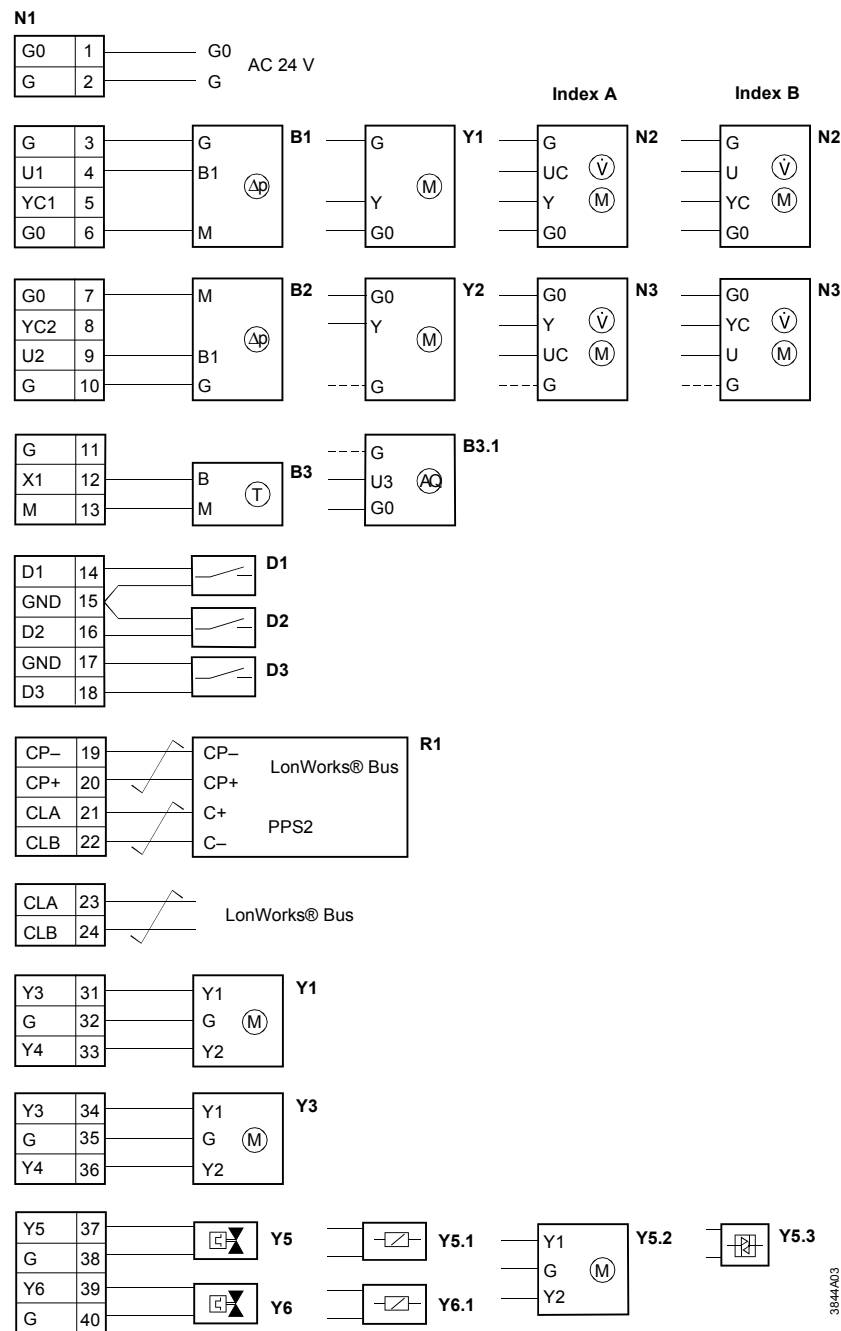 N1
G0 1 G0
AC 24 V
G 2 G
Index A Index B
G 3 G B1 G Y1 G N2 G N2
U1 4 B1 Δp M UC V̇ U V̇
YC1 5 Y Y M YC M
G0 6 M G0 G0 G0
G0 7 M B2 G0 Y2 G0 N3 G0 N3
YC2 8 Δp Y M Y V̇ YC V̇
U2 9 B1 UC M U M
G 10 G G G G
G 11 G B3.1
X1 12 B T B3 U3 AQ
M 13 M G0
D1 14 D1
GND 15
D2 16 D2
GND 17
D3 18 D3
CP– 19 CP– LonWorks® Bus R1
CP+ 20 CP+
CLA 21 C+ PPS2
CLB 22 C–
CLA 23
LonWorks® Bus
CLB 24
Y3 31 Y1 Y1
G 32 G M
Y4 33 Y2
Y3 34 Y1 Y3
G 35 G M
Y4 36 Y2
Y5 37 Y5 Y5.1 Y1 Y5.2 Y5.3
G 38 G M
Y6 39 Y6 Y6.1 Y2
G 40
3844A03